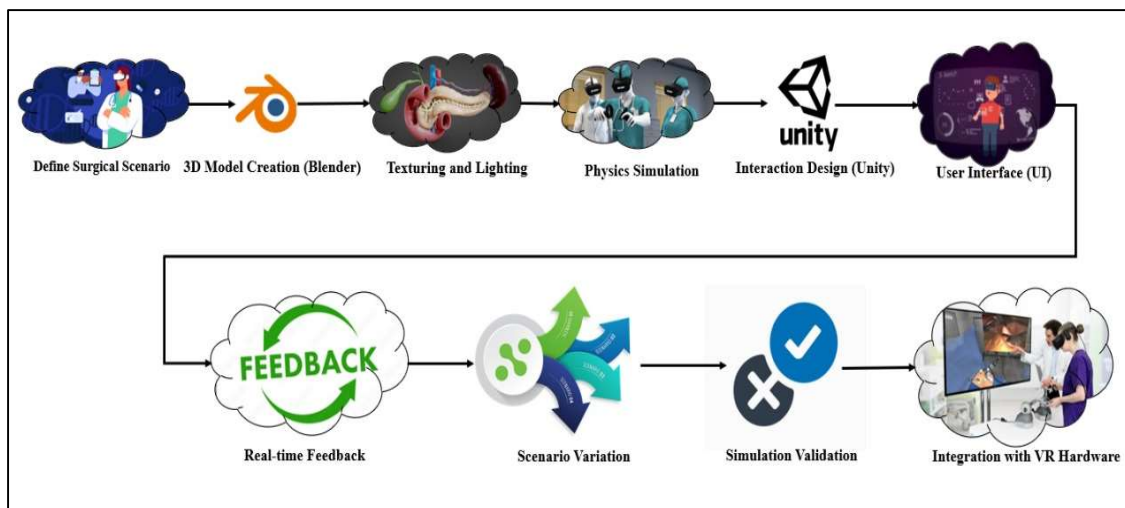 unity
Define Surgical Scenario
3D Model Creation (Blender)
Texturing and Lighting
Physics Simulation
Interaction Design (Unity)
User Interface (UI)
FEEDBACK
Real-time Feedback
Scenario Variation
Simulation Validation
Integration with VR Hardware